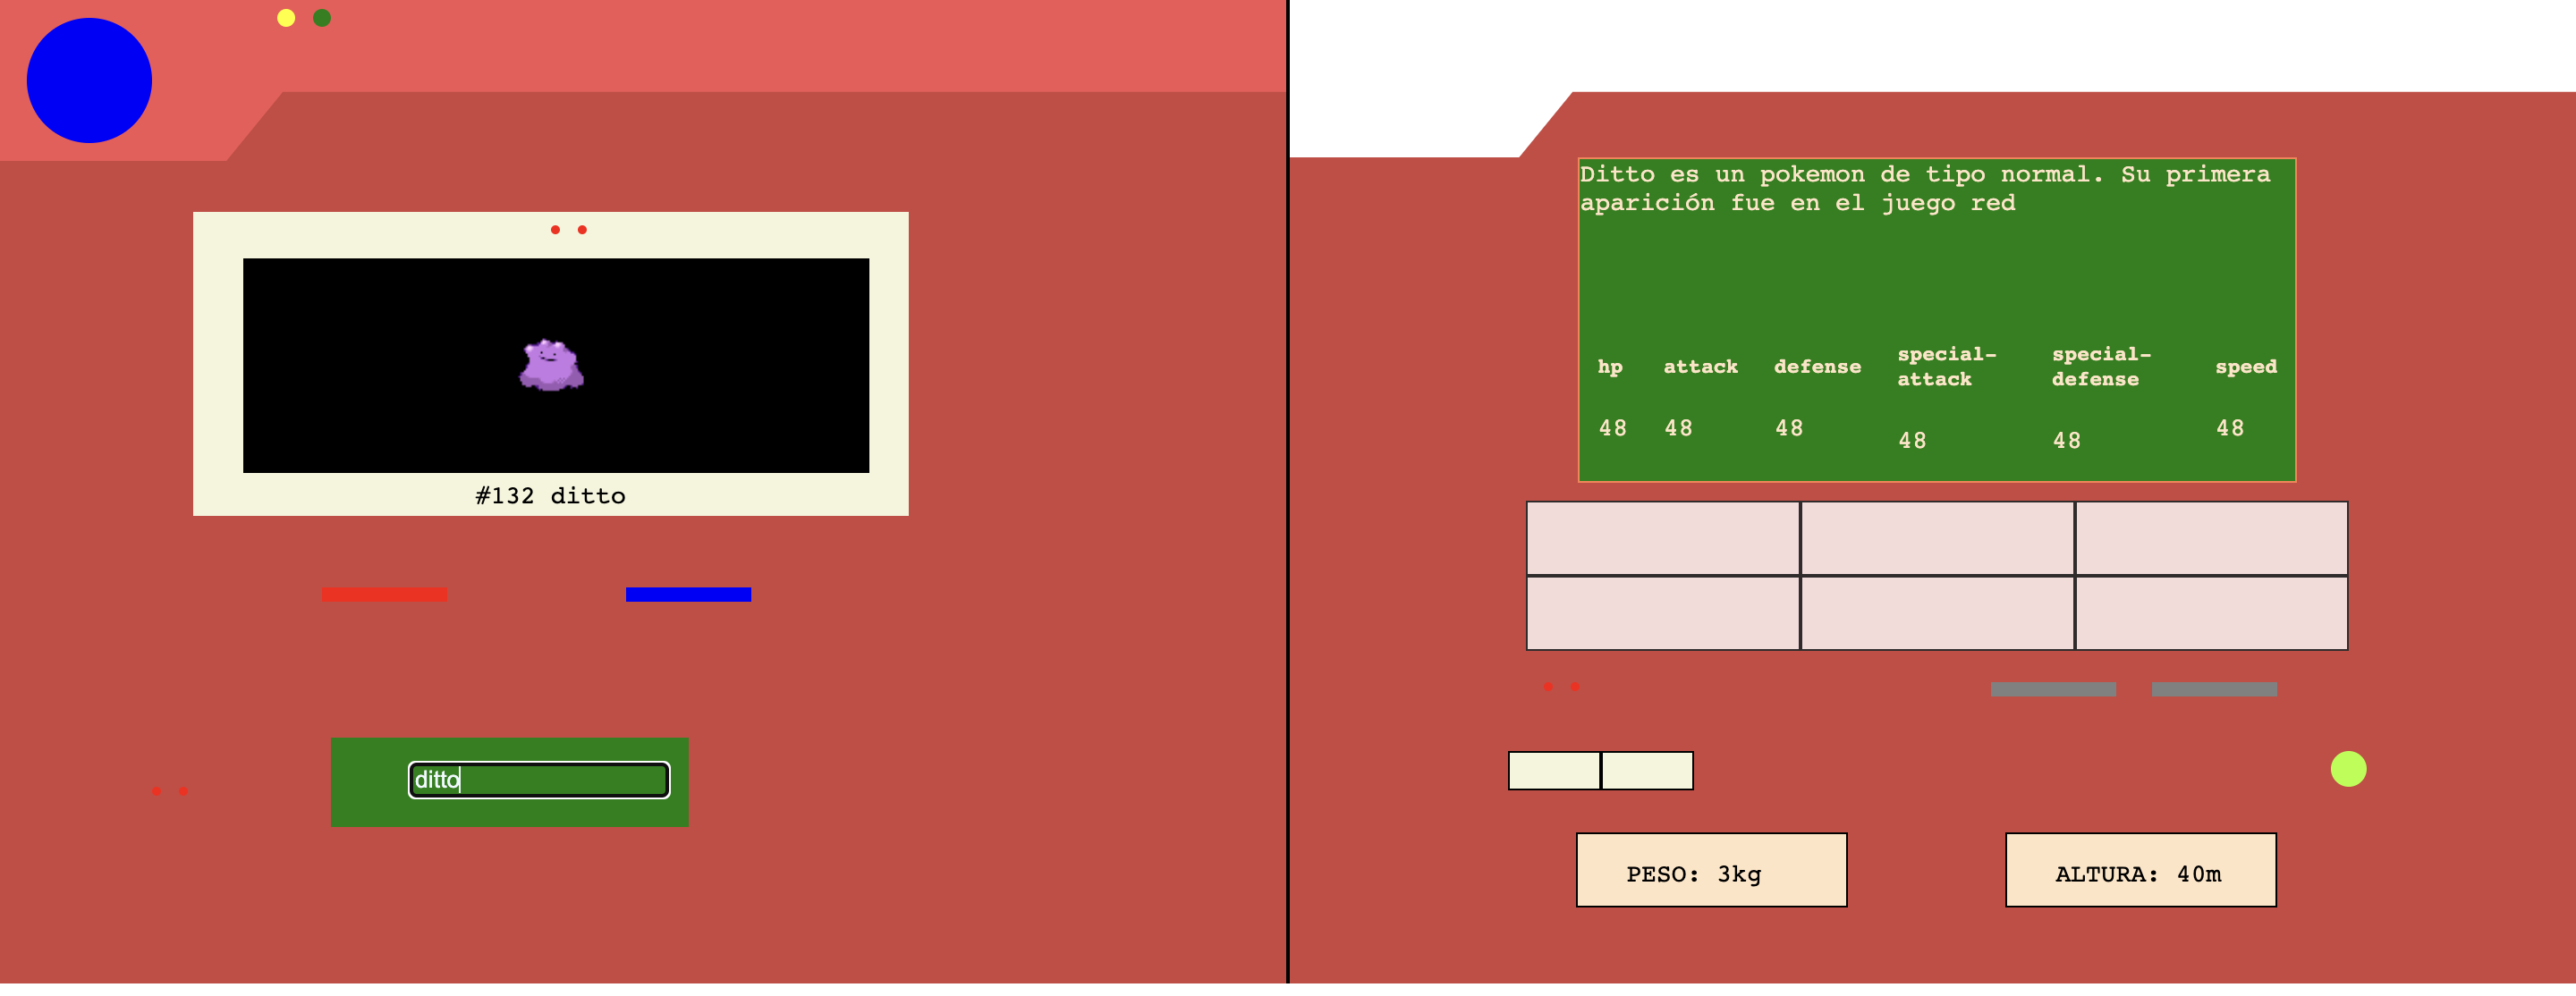 #132 ditto
ditto
Ditto es un pokemon de tipo normal. Su primera
aparición fue en el juego red
hp attack defense special-attack special-defense speed
48 48 48 48 48 48
PESO: 3kg
ALTURA: 40m